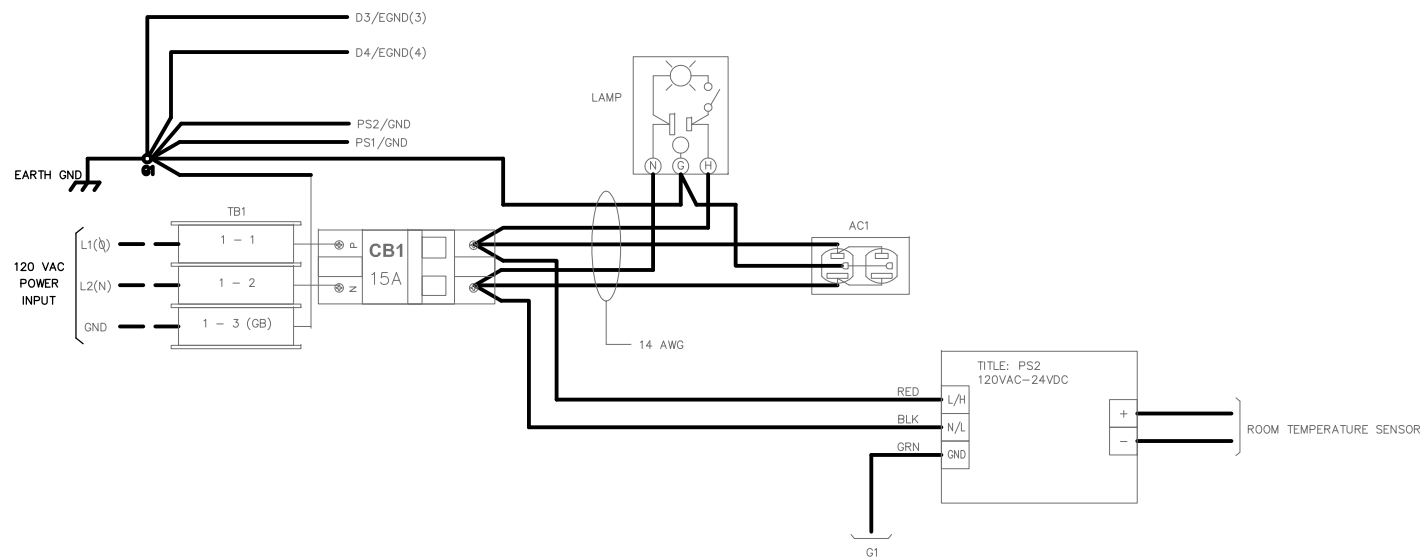 D3/EGND(3)
D4/EGND(4)
PS2/GND
PS1/GND
LAMP
N G H
G1
EARTH GND
TB1
L1(Ø)
1 - 1
P
CB1
15A
AC1
120 VAC
POWER
INPUT
L2(N)
1 - 2
N
GND
1 - 3 (GB)
14 AWG
TITLE: PS2
120VAC-24VDC
RED
L/H
BLK
N/L
GRN
GND
+
-
ROOM TEMPERATURE SENSOR
G1